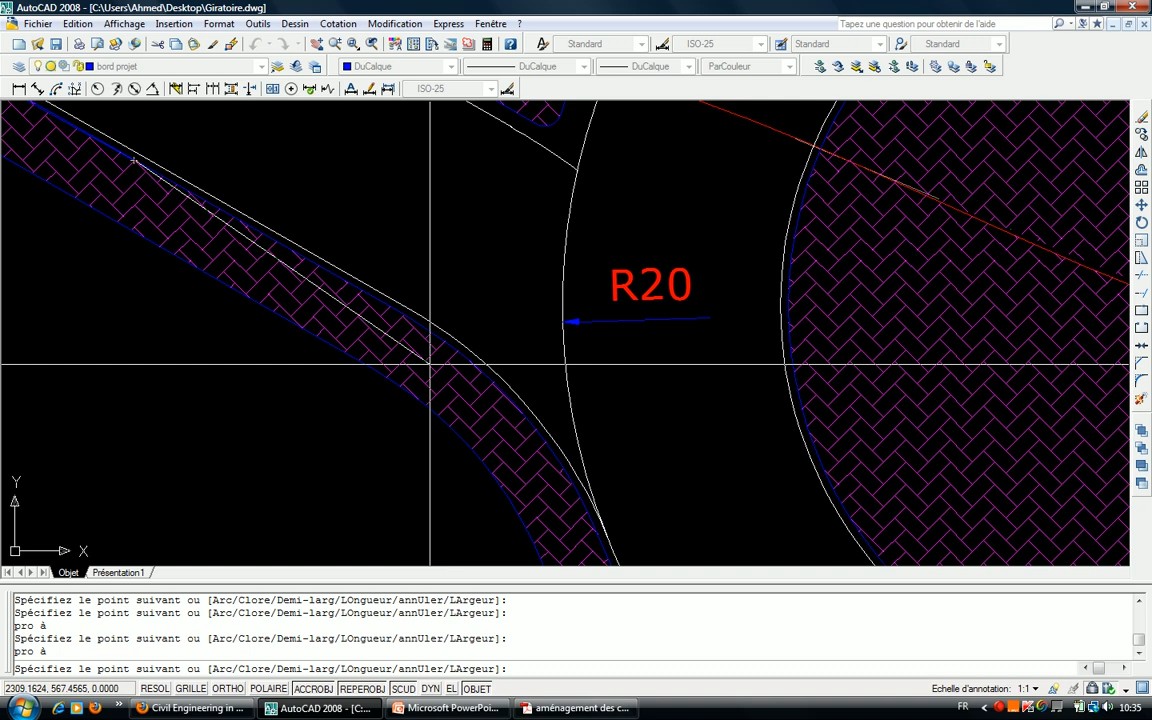 AutoCAD 2008 - [C:\Users\Ahmed\Desktop\Giratoire.dwg]
Fichier Edition Affichage Insertion Format Outils Dessin Cotation Modification Express Fenêtre ? Tapez une question pour obtenir de l'aide
Standard ISO-25 Standard Standard
bord projet DuCalque DuCalque DuCalque ParCouleur
ISO-25
R20
Y
X
Objet Présentation1
Spécifiez le point suivant ou [Arc/Clore/Demi-larg/LOngueur/annUler/LArgeur]:
Spécifiez le point suivant ou [Arc/Clore/Demi-larg/LOngueur/annUler/LArgeur]:
pro à
Spécifiez le point suivant ou [Arc/Clore/Demi-larg/LOngueur/annUler/LArgeur]:
pro à
Spécifiez le point suivant ou [Arc/Clore/Demi-larg/LOngueur/annUler/LArgeur]:
2309.1624, 567.4565, 0.0000 RESOL GRILLE ORTHO POLAIRE ACCROBJ REPEROBJ SCUD DYN EL OBJET Echelle d'annotation: 1:1
Civil Engineering in ... AutoCAD 2008 - [C:... Microsoft PowerPoi... aménagement des c... FR 10:35